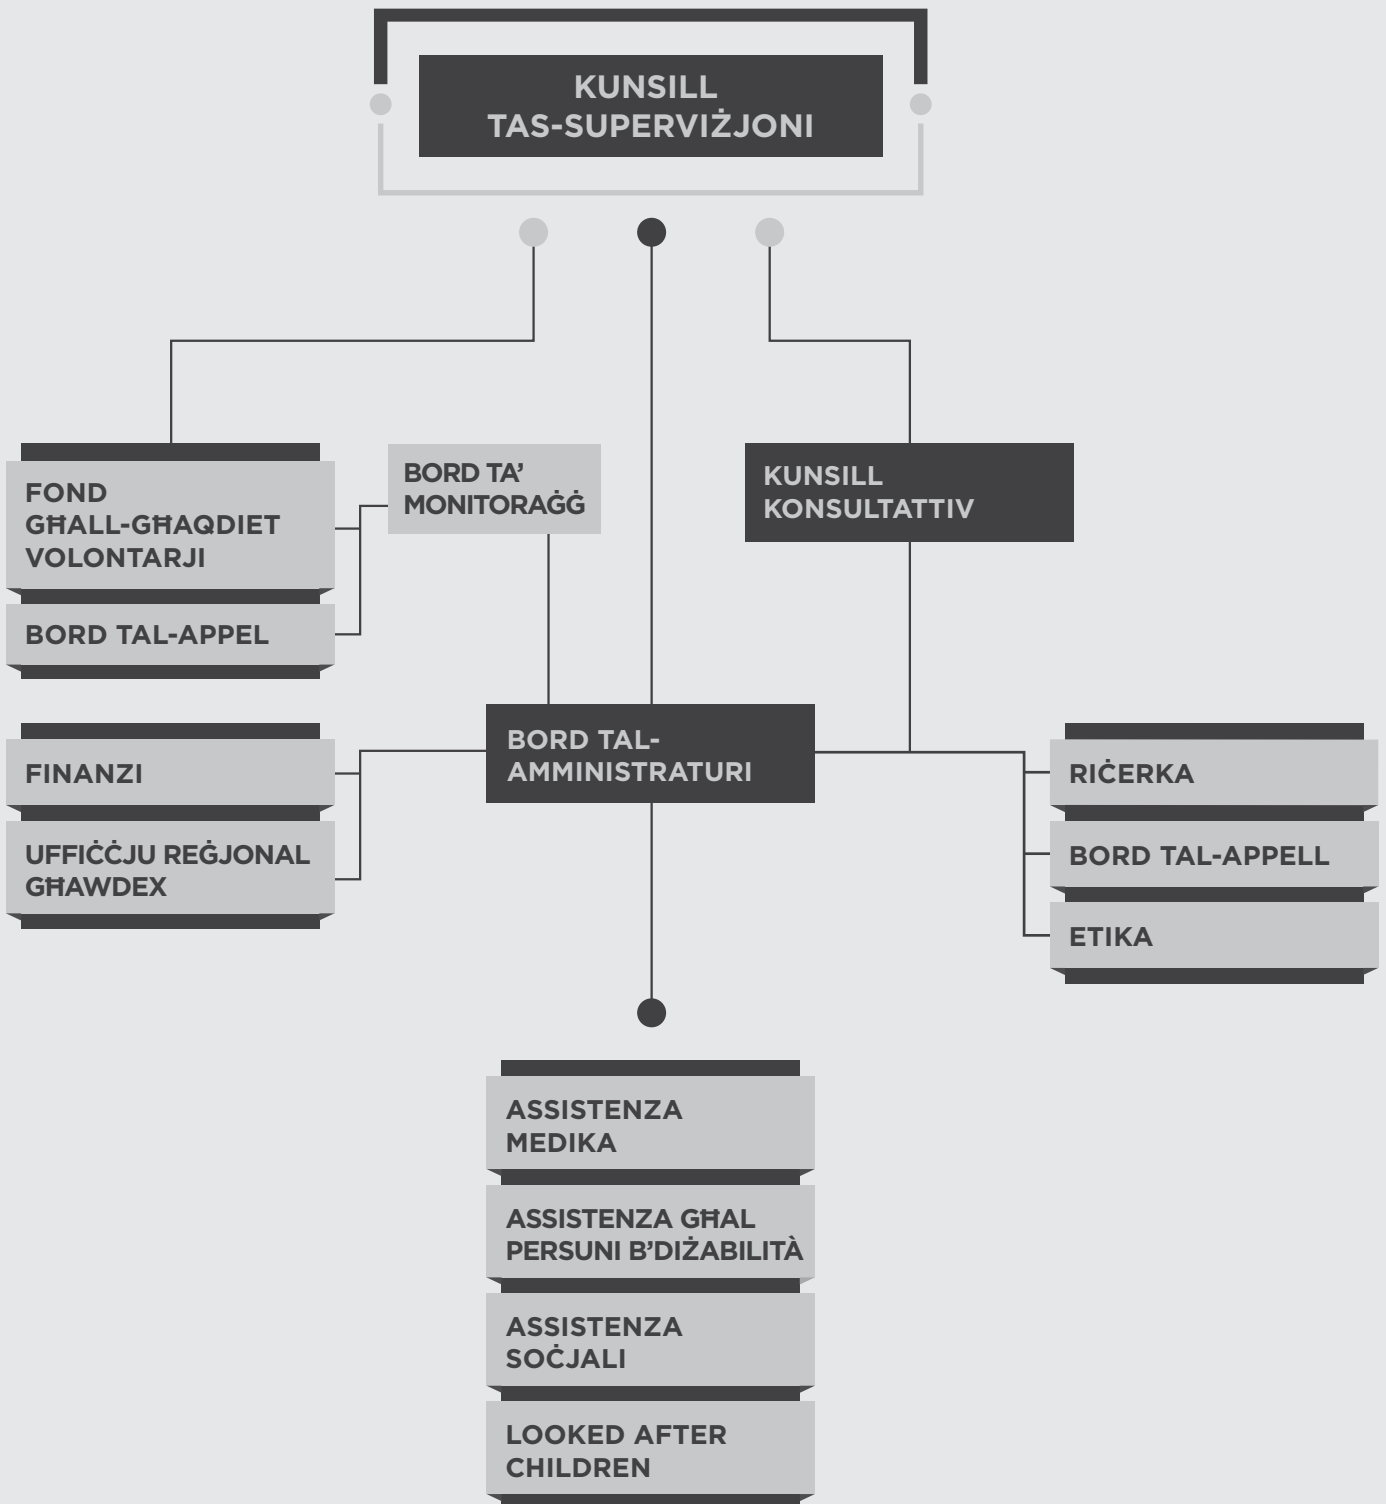 KUNSILL
TAS-SUPERVIŻJONI
FOND
GĦALL-GĦAQDIET
VOLONTARJI
BORD TAL-APPEL
BORD TA’
MONITORAĠĠ
KUNSILL
KONSULTATTIV
FINANZI
UFFIĊĊJU REĠJONAL
GĦAWDEX
BORD TAL-
AMMINISTRATURI
RIĊERKA
BORD TAL-APPELL
ETIKA
ASSISTENZA
MEDIKA
ASSISTENZA GĦAL
PERSUNI B’DIŻABILITÀ
ASSISTENZA
SOĊJALI
LOOKED AFTER
CHILDREN